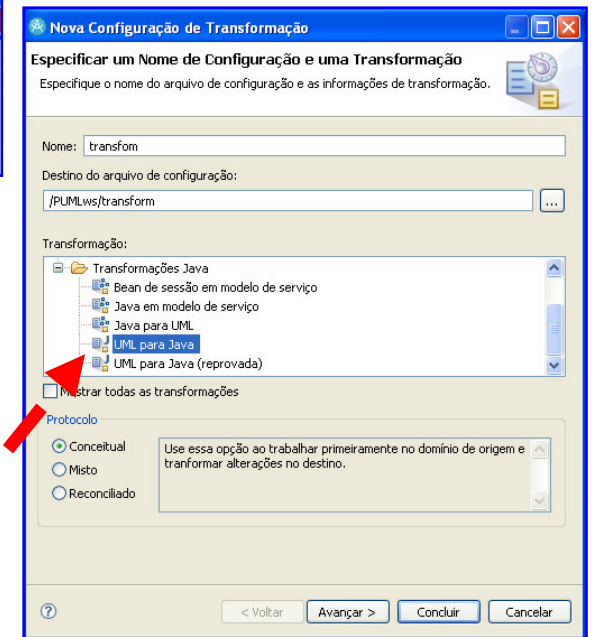 Nova Configuração de Transformação
Especificar um Nome de Configuração e uma Transformação
Especifique o nome do arquivo de configuração e as informações de transformação.
Nome: transfom
Destino do arquivo de configuração:
/PUMLws/transform
...
Transformação:
Transformações Java
Bean de sessão em modelo de serviço
Java em modelo de serviço
Java para UML
UML para Java
UML para Java (reprovada)
Mostrar todas as transformações
Protocolo
Conceitual
Misto
Reconciliado
Use essa opção ao trabalhar primeiramente no domínio de origem e
tranformar alterações no destino.
? < Voltar Avançar > Concluir Cancelar